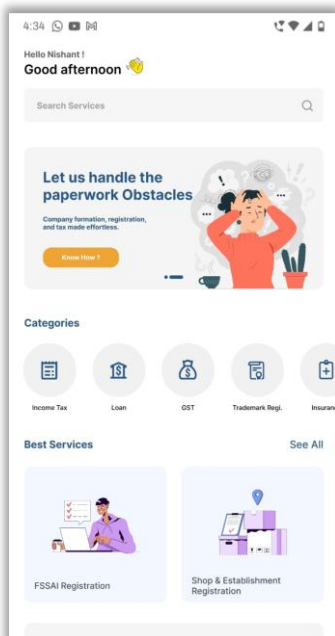 4:34
Hello Nishant !
Good afternoon
Search Services
Let us handle the
paperwork Obstacles
Company formation, registration,
and tax made effortless.
Know How ?
Categories
Income Tax
Loan
GST
Trademark Regi.
Insuran
Best Services
See All
FSSAI Registration
Shop & Establishment
Registration